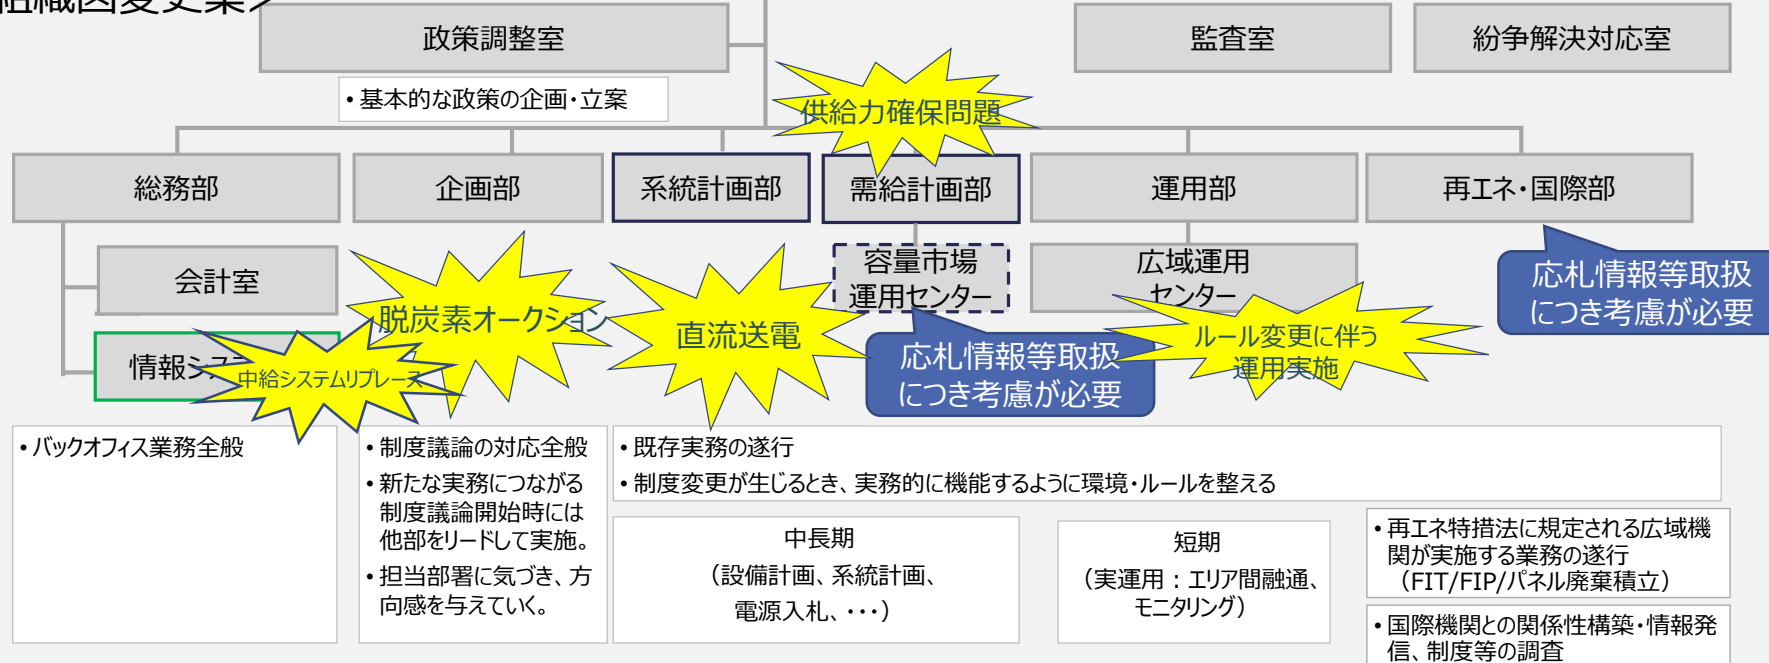 組織図変更案＞
政策調整室
監査室
紛争解決対応室
• 基本的な政策の企画・立案
供給力確保問題
総務部
企画部
系統計画部
需給計画部
運用部
再エネ・国際部
会計室
容量市場
運用センター
広域運用
センター
応札情報等取扱
につき考慮が必要
脱炭素オークション
直流送電
ルール変更に伴う
運用実施
応札情報等取扱
につき考慮が必要
情報シス
中給システムリプレース
• バックオフィス業務全般
• 制度議論の対応全般
• 新たな実務につながる
制度議論開始時には
他部をリードして実施。
• 担当部署に気づき、方
向感を与えていく。
• 既存実務の遂行
• 制度変更が生じるとき、実務的に機能するように環境・ルールを整える
中長期
（設備計画、系統計画、
電源入札、・・・）
短期
（実運用：エリア間融通、
モニタリング）
• 再エネ特措法に規定される広域機
関が実施する業務の遂行
（FIT/FIP/パネル廃棄積立）
• 国際機関との関係性構築・情報発
信、制度等の調査